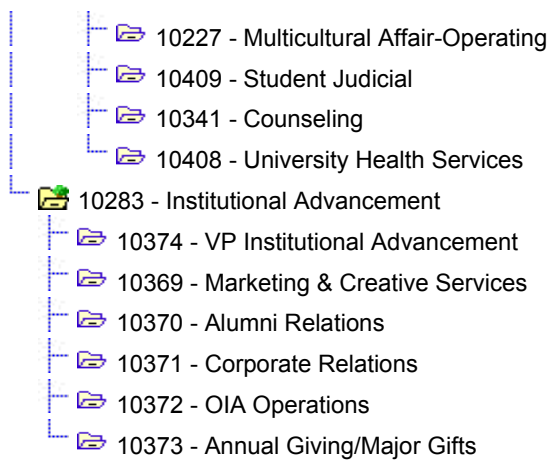 10227 - Multicultural Affair-Operating
10409 - Student Judicial
10341 - Counseling
10408 - University Health Services
10283 - Institutional Advancement
10374 - VP Institutional Advancement
10369 - Marketing & Creative Services
10370 - Alumni Relations
10371 - Corporate Relations
10372 - OIA Operations
10373 - Annual Giving/Major Gifts